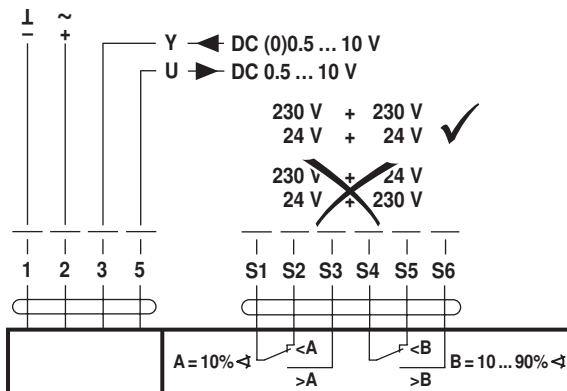 ⊥ ~
− +
Y DC (0)0.5 ... 10 V
U DC 0.5 ... 10 V
230 V + 230 V
24 V + 24 V
230 V + 24 V
24 V + 230 V
1 2 3 5 S1 S2 S3 S4 S5 S6
A = 10% <A >A <B >B B = 10 ... 90%